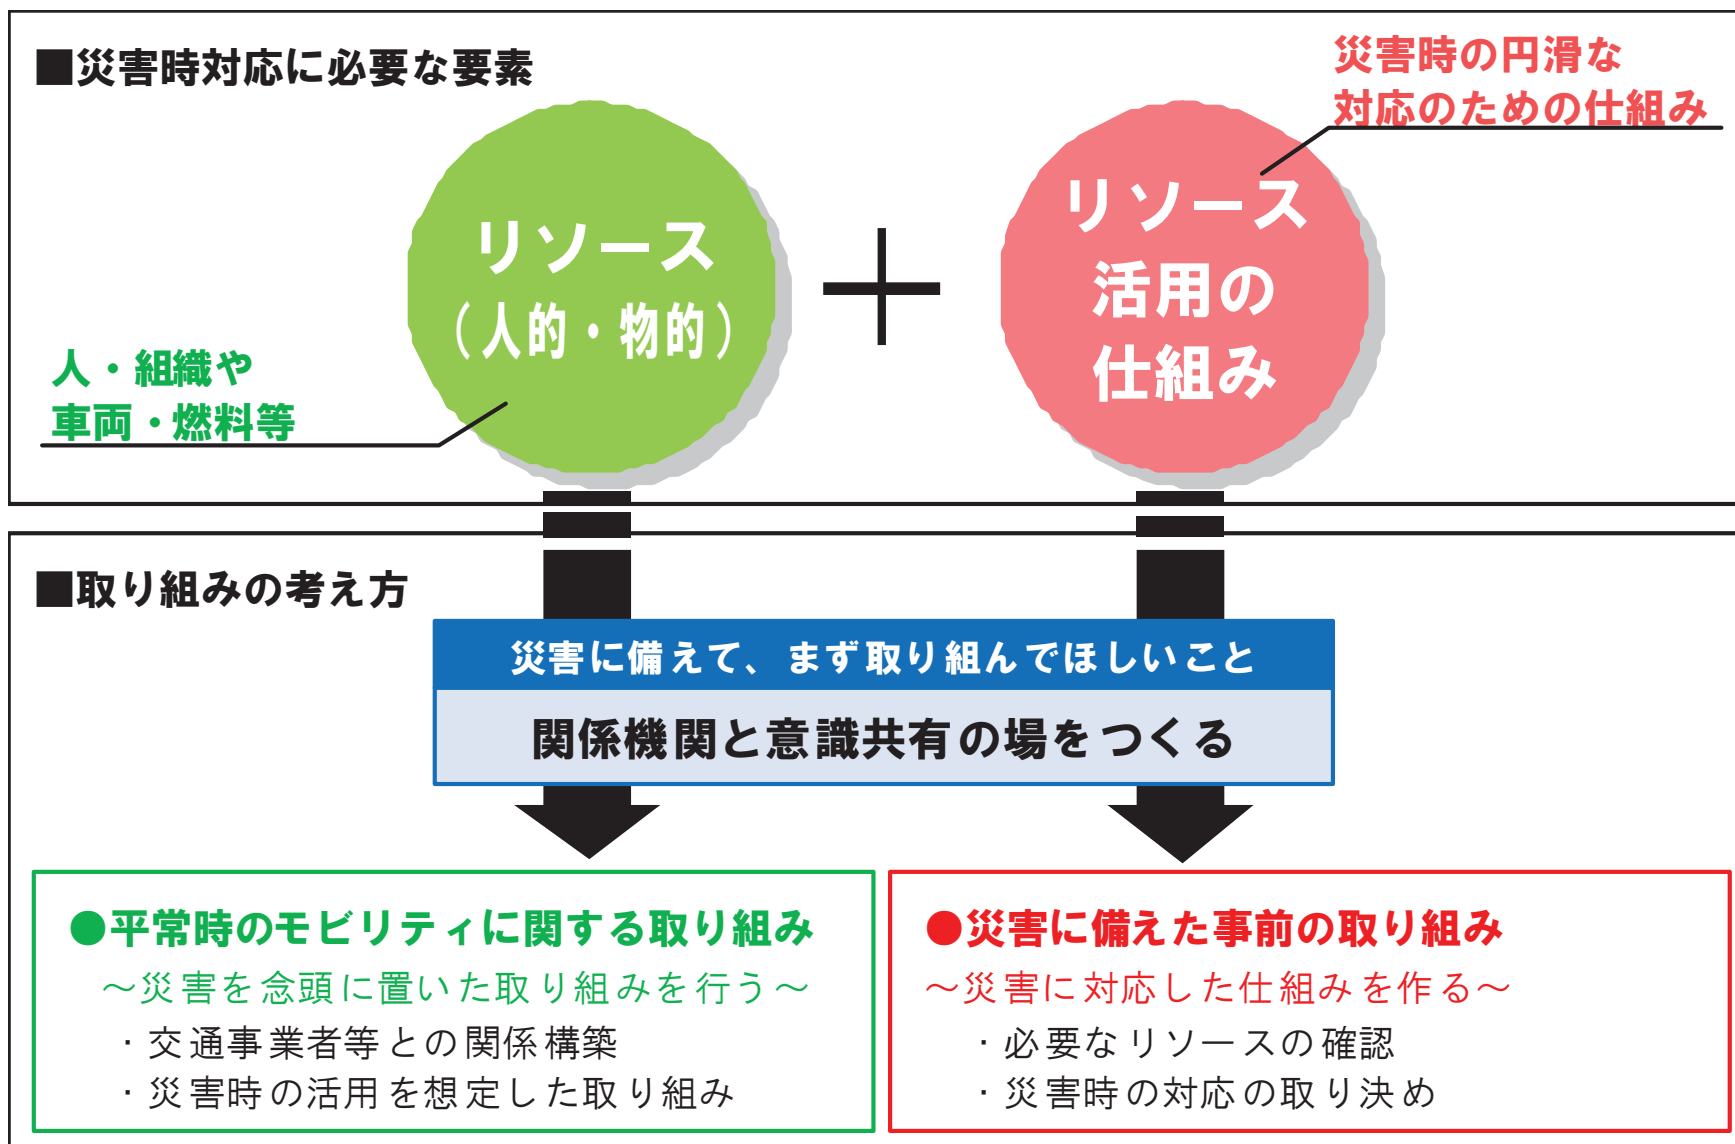 ■災害時対応に必要な要素
災害時の円滑な
対応のための仕組み
リソース
（人的・物的）
人・組織や
車両・燃料等
＋
リソース
活用の
仕組み
■取り組みの考え方
災害に備えて、まず取り組んでほしいこと
関係機関と意識共有の場をつくる
●平常時のモビリティに関する取り組み
～災害を念頭に置いた取り組みを行う～
・交通事業者等との関係構築
・災害時の活用を想定した取り組み
●災害に備えた事前の取り組み
～災害に対応した仕組みを作る～
・必要なリソースの確認
・災害時の対応の取り決め